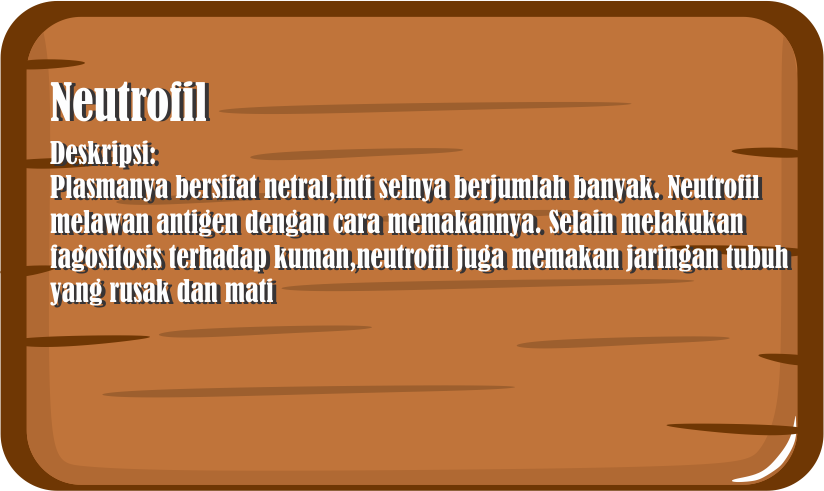 Neutrofil
Deskripsi:
Plasmanya bersifat netral,inti selnya berjumlah banyak. Neutrofil
melawan antigen dengan cara memakannya. Selain melakukan
fagositosis terhadap kuman,neutrofil juga memakan jaringan tubuh
yang rusak dan mati